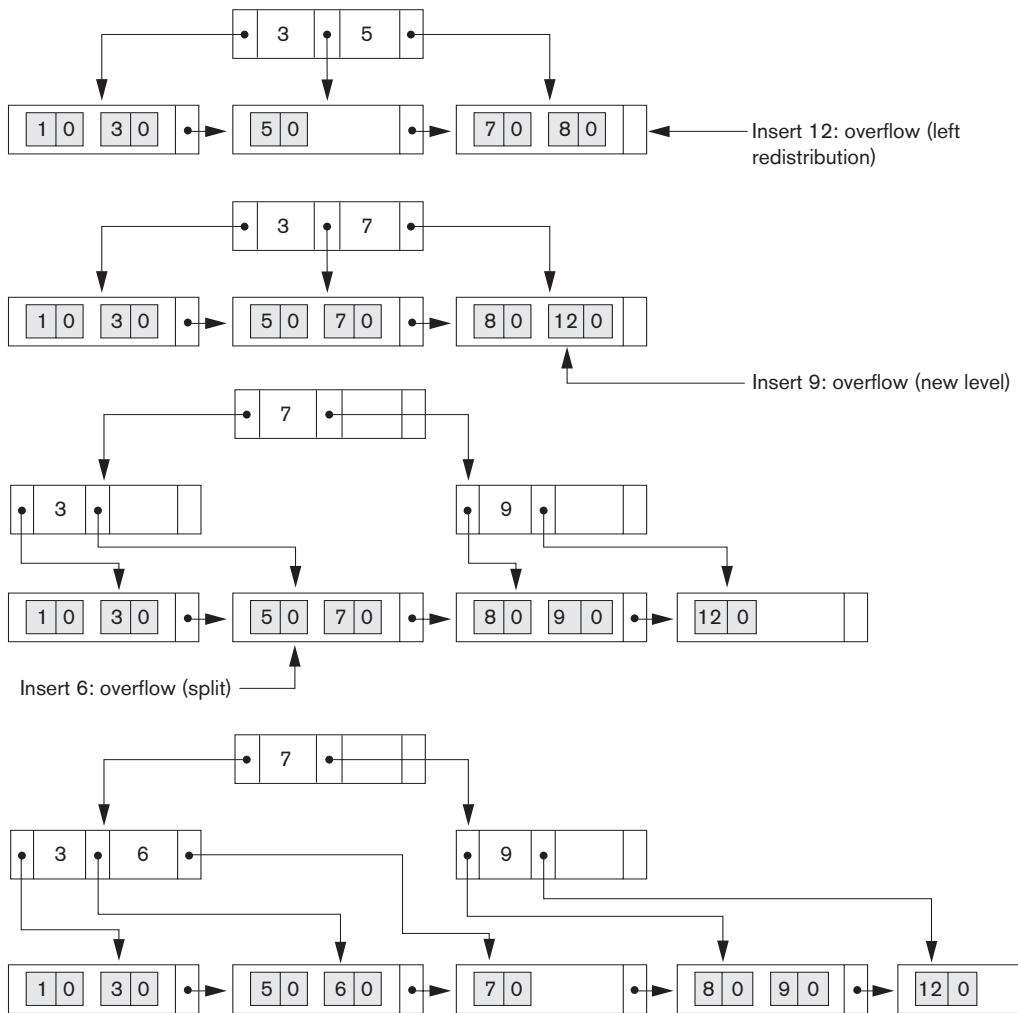 3 5
1 0 3 0 5 0 7 0 8 0
Insert 12: overflow (left
redistribution)
3 7
1 0 3 0 5 0 7 0 8 0 12 0
Insert 9: overflow (new level)
7
3 9
1 0 3 0 5 0 7 0 8 0 9 0 12 0
Insert 6: overflow (split)
7
3 6 9
1 0 3 0 5 0 6 0 7 0 8 0 9 0 12 0